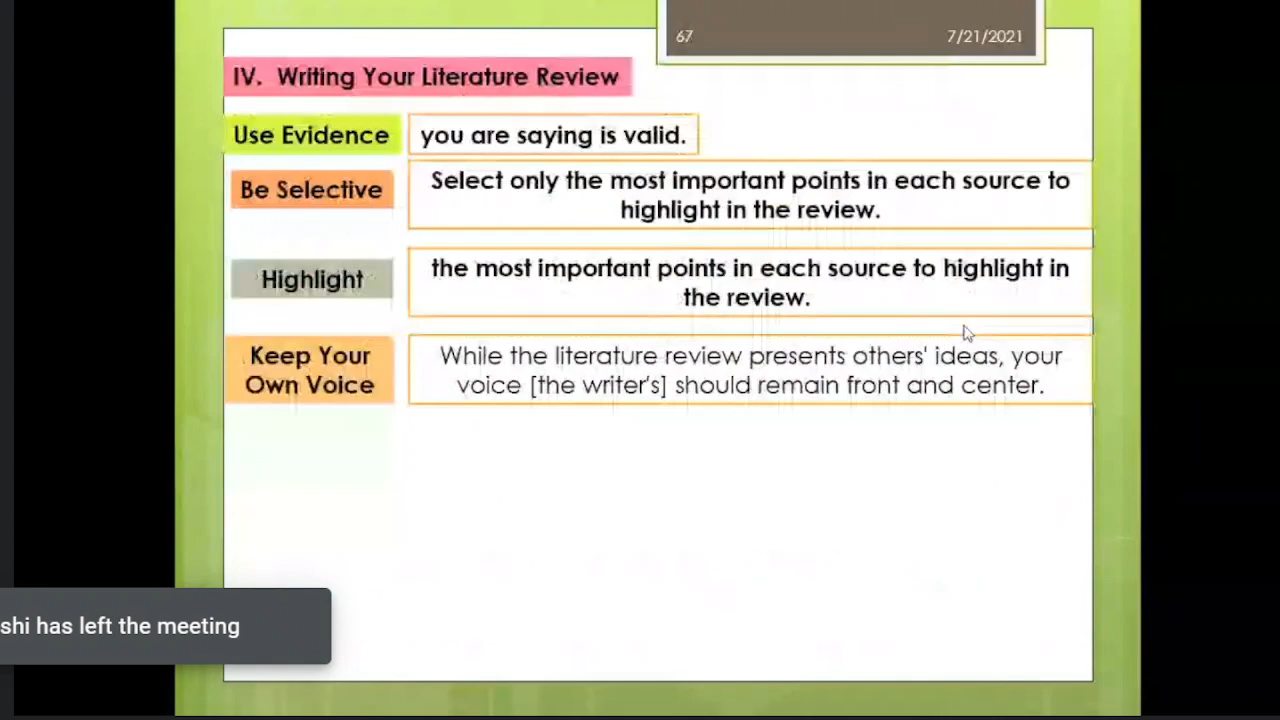 67 7/21/2021
IV. Writing Your Literature Review
Use Evidence you are saying is valid.
Be Selective
Select only the most important points in each source to
highlight in the review.
Highlight
the most important points in each source to highlight in
the review.
Keep Your
Own Voice
While the literature review presents others' ideas, your
voice [the writer's] should remain front and center.
shi has left the meeting